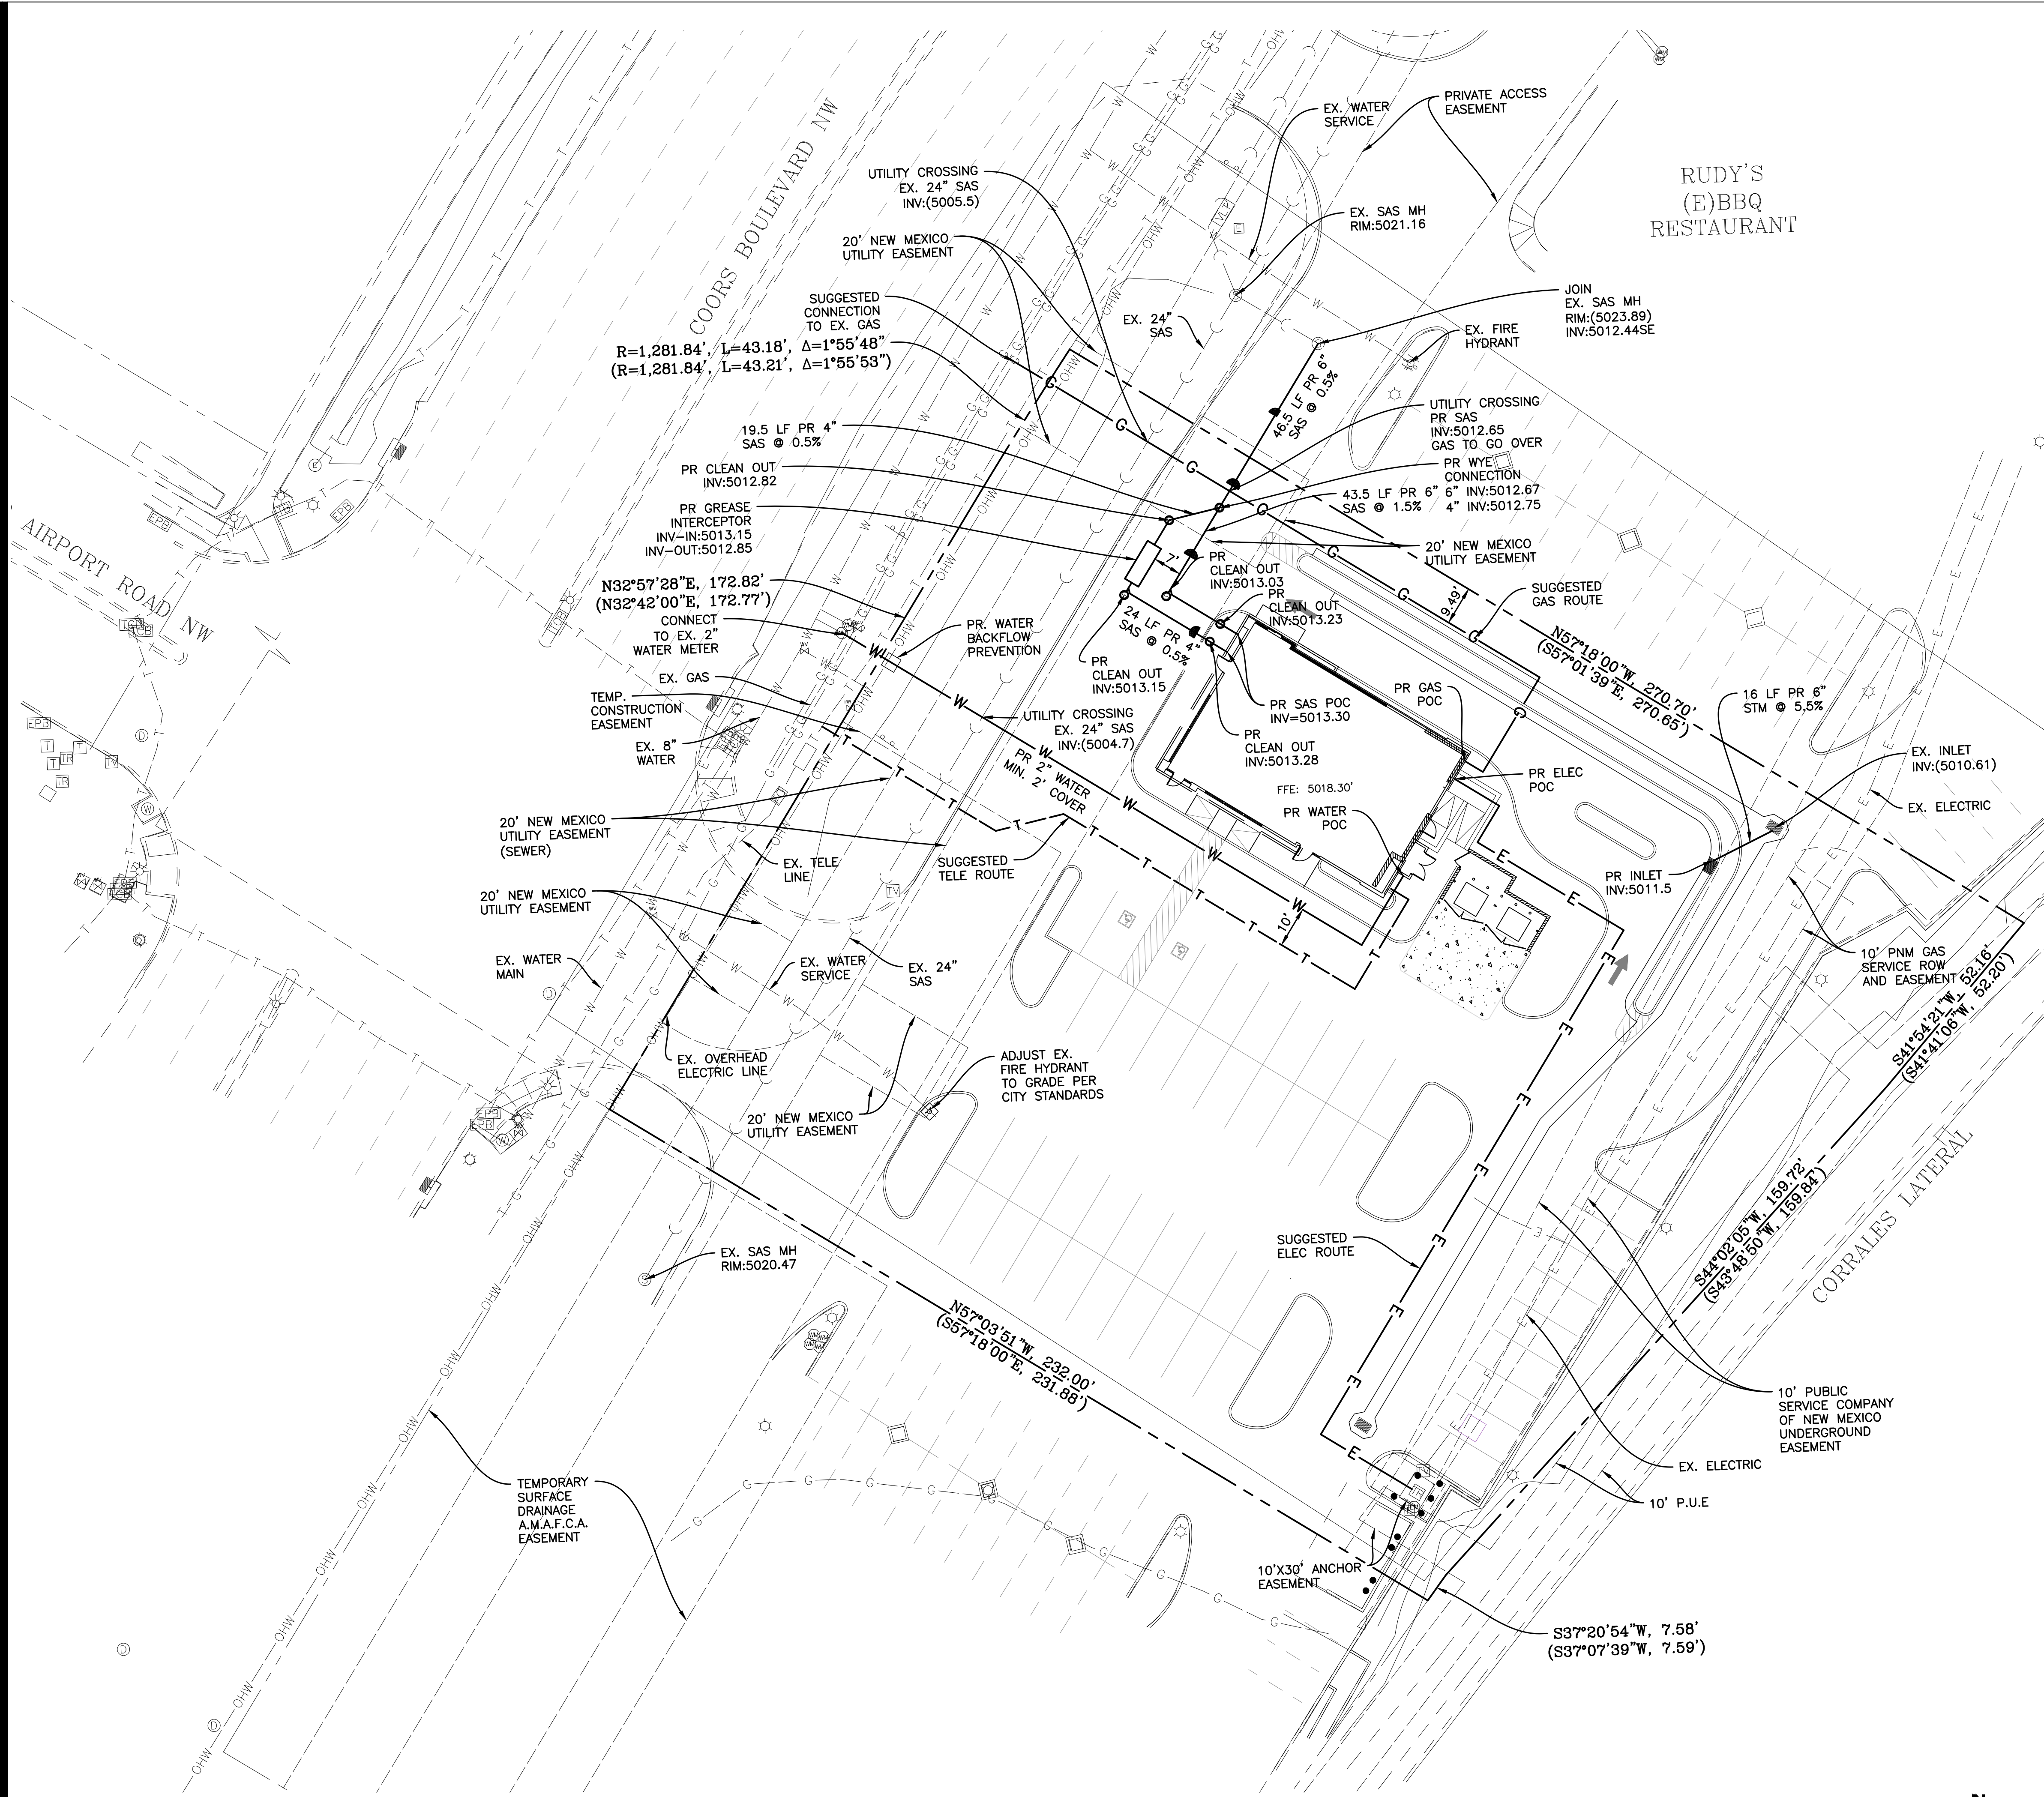 COORS BOULEVARD NW
AIRPORT ROAD NW
RUDY'S
(E)BBQ
RESTAURANT
CORRALES LATERAL
EX. WATER
SERVICE
PRIVATE ACCESS
EASEMENT
UTILITY CROSSING
EX. 24" SAS
INV:(5005.5)
EX. SAS MH
RIM:5021.16
20' NEW MEXICO
UTILITY EASEMENT
SUGGESTED
CONNECTION
TO EX. GAS
EX. 24"
SAS
JOIN
EX. SAS MH
RIM:(5023.89)
INV:5012.44SE
EX. FIRE
HYDRANT
R=1,281.84', L=43.18', Δ=1°55'48"
(R=1,281.84', L=43.21', Δ=1°55'53")
46.5 LF PR 6"
SAS @ 0.5%
UTILITY CROSSING
PR SAS
INV:5012.65
GAS TO GO OVER
19.5 LF PR 4"
SAS @ 0.5%
PR CLEAN OUT
INV:5012.82
PR WYE
CONNECTION
6" INV:5012.67
4" INV:5012.75
43.5 LF PR 6"
SAS @ 1.5%
PR GREASE
INTERCEPTOR
INV-IN:5013.15
INV-OUT:5012.85
7'
PR
CLEAN OUT
INV:5013.03
20' NEW MEXICO
UTILITY EASEMENT
N32°57'28"E, 172.82'
(N32°42'00"E, 172.77')
PR
CLEAN OUT
INV:5013.23
SUGGESTED
GAS ROUTE
9.49'
CONNECT
TO EX. 2"
WATER METER
PR. WATER
BACKFLOW
PREVENTION
24 LF PR 4"
SAS @ 0.5%
N57°18'00"W, 270.70'
(S57°01'39"E, 270.65')
PR
CLEAN OUT
INV:5013.15
EX. GAS
TEMP.
CONSTRUCTION
EASEMENT
PR SAS POC
INV=5013.30
PR GAS
POC
16 LF PR 6"
STM @ 5.5%
UTILITY CROSSING
EX. 24" SAS
INV:(5004.7)
PR
CLEAN OUT
INV:5013.28
EX. 8"
WATER
PR 2" WATER
MIN. 2' COVER
EX. INLET
INV:(5010.61)
PR ELEC
POC
FFE: 5018.30'
EX. ELECTRIC
PR WATER
POC
20' NEW MEXICO
UTILITY EASEMENT
(SEWER)
EX. TELE
LINE
SUGGESTED
TELE ROUTE
PR INLET
INV:5011.5
20' NEW MEXICO
UTILITY EASEMENT
10'
EX. WATER
MAIN
EX. WATER
SERVICE
EX. 24"
SAS
10' PNM GAS
SERVICE ROW
AND EASEMENT
S41°54'21"W, 52.16'
(S41°41'06"W, 52.20')
EX. OVERHEAD
ELECTRIC LINE
ADJUST EX.
FIRE HYDRANT
TO GRADE PER
CITY STANDARDS
20' NEW MEXICO
UTILITY EASEMENT
S44°02'05"W, 159.72'
(S43°48'50"W, 159.84')
EX. SAS MH
RIM:5020.47
SUGGESTED
ELEC ROUTE
N57°03'51"W, 232.00'
(S57°18'00"E, 231.88')
10' PUBLIC
SERVICE COMPANY
OF NEW MEXICO
UNDERGROUND
EASEMENT
EX. ELECTRIC
10' P.U.E
TEMPORARY
SURFACE
DRAINAGE
A.M.A.F.C.A.
EASEMENT
10'X30' ANCHOR
EASEMENT
S37°20'54"W, 7.58'
(S37°07'39"W, 7.59')